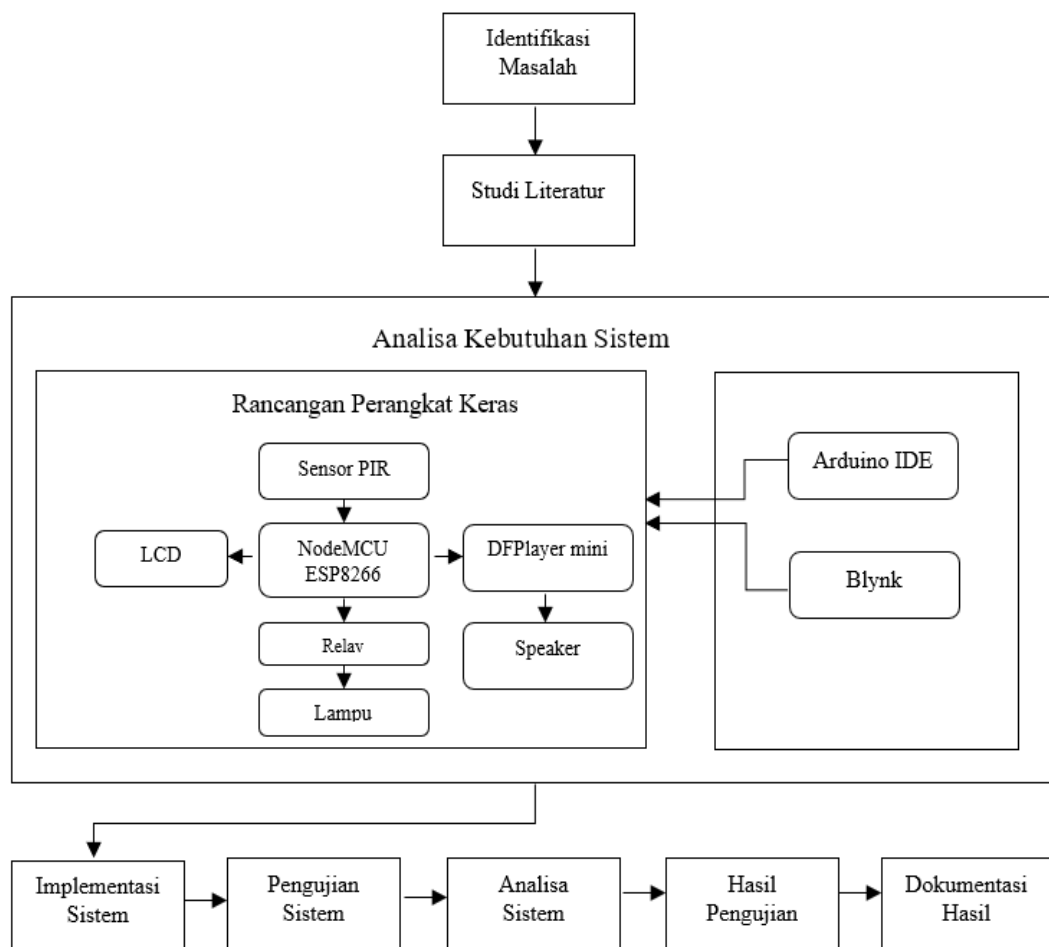 Identifikasi
Masalah
Studi Literatur
Analisa Kebutuhan Sistem
Rancangan Perangkat Keras
Sensor PIR
LCD
NodeMCU
ESP8266
DFPlayer mini
Relay
Speaker
Lampu
Arduino IDE
Blynk
Implementasi
Sistem
Pengujian
Sistem
Analisa
Sistem
Hasil
Pengujian
Dokumentasi
Hasil